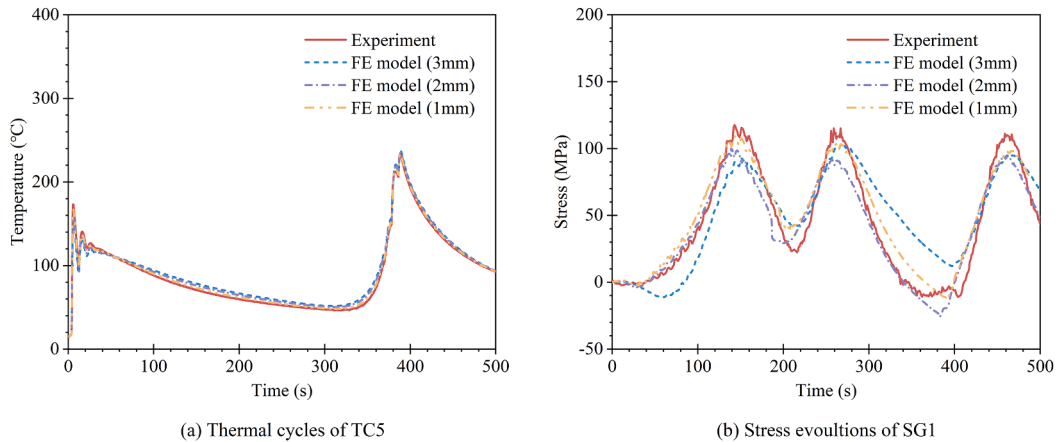 400
300
200
100
0
Temperature (℃)
Experiment
FE model (3mm)
FE model (2mm)
FE model (1mm)
0 100 200 300 400 500
Time (s)
(a) Thermal cycles of TC5
200
150
100
50
0
-50
Stress (MPa)
Experiment
FE model (3mm)
FE model (2mm)
FE model (1mm)
0 100 200 300 400 500
Time (s)
(b) Stress evoultions of SG1